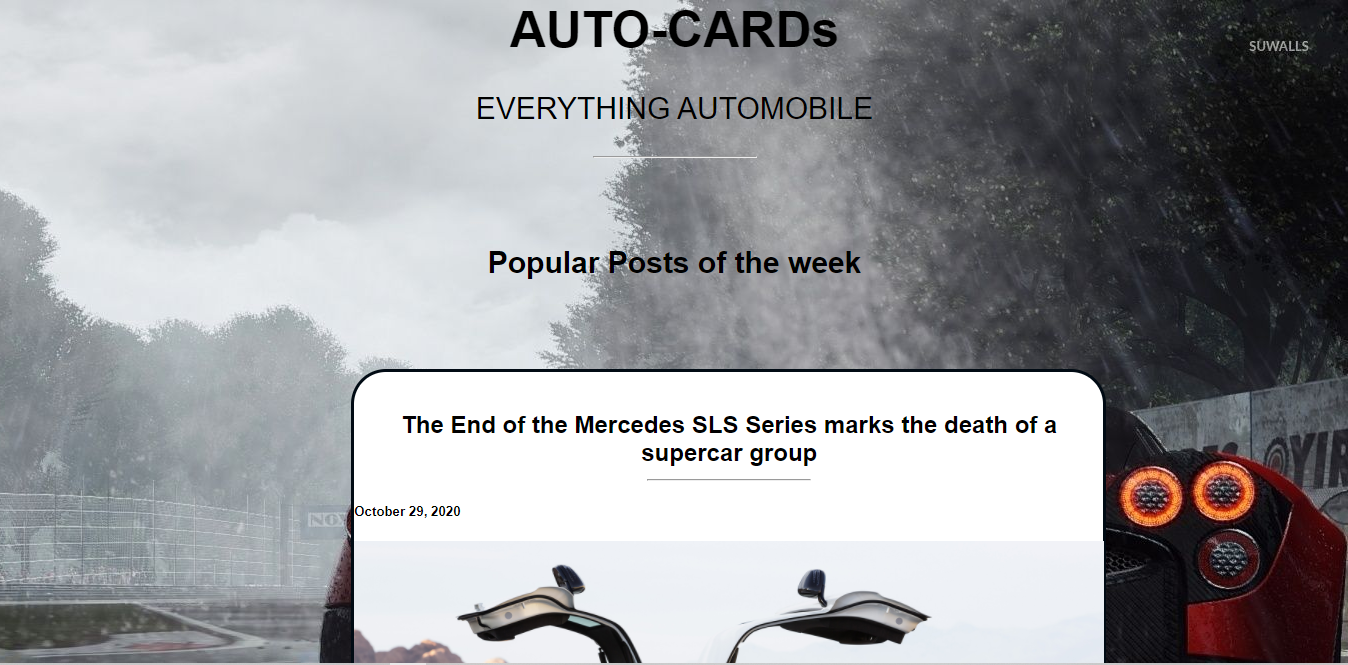 AUTO-CARDs
SUWALLS
EVERYTHING AUTOMOBILE
Popular Posts of the week
The End of the Mercedes SLS Series marks the death of a
supercar group
October 29, 2020